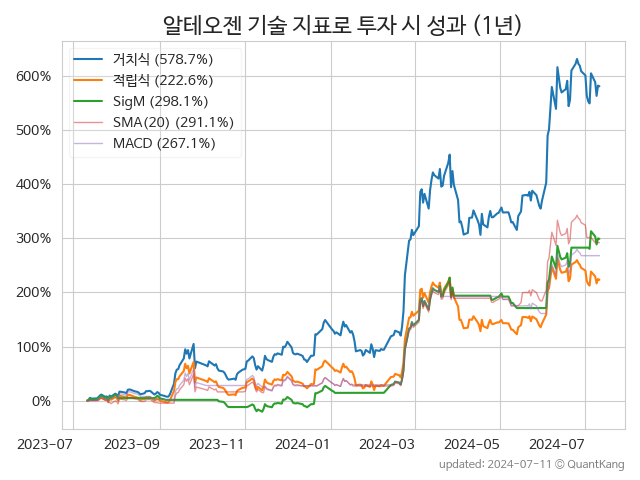 알테오젠 기술 지표로 투자 시 성과 (1년)
거치식 (578.7%)
적립식 (222.6%)
SigM (298.1%)
SMA(20) (291.1%)
MACD (267.1%)
600%
500%
400%
300%
200%
100%
0%
2023-07 2023-09 2023-11 2024-01 2024-03 2024-05 2024-07
updated: 2024-07-11 © QuantKang